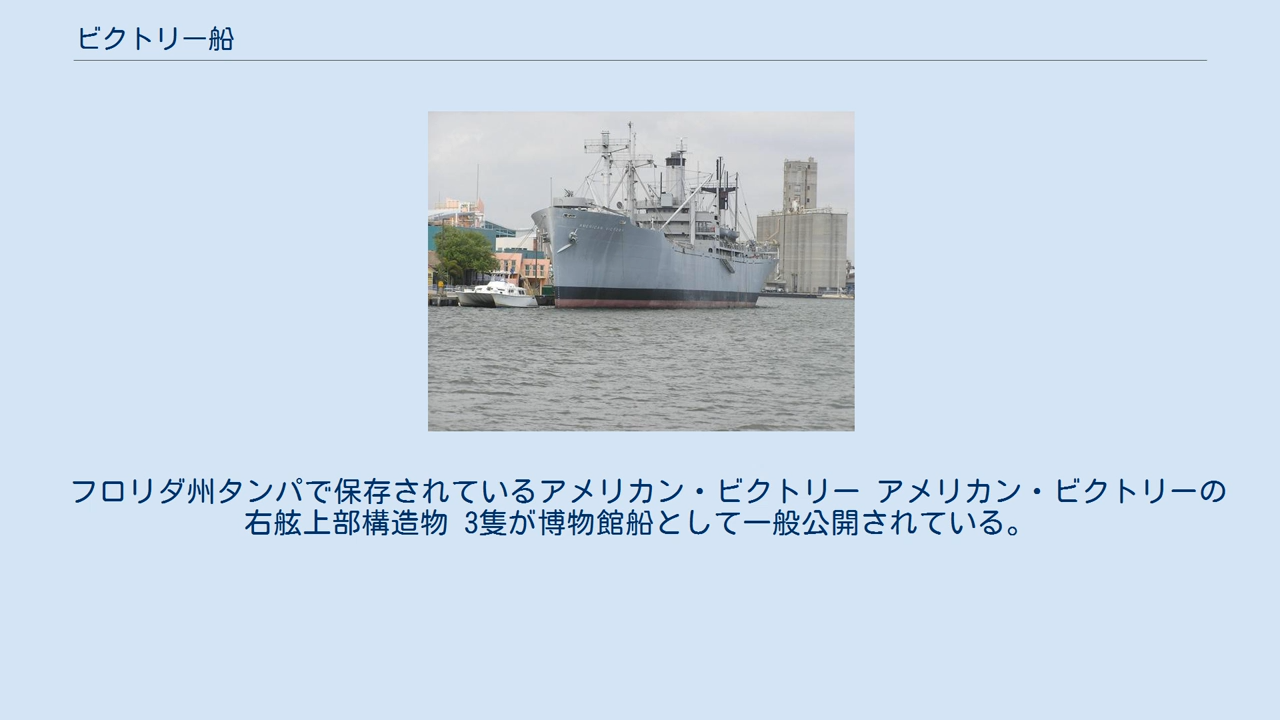 ビクトリー船
フロリダ州タンパで保存されているアメリカン・ビクトリー アメリカン・ビクトリーの
右舷上部構造物 3隻が博物館船として一般公開されている。